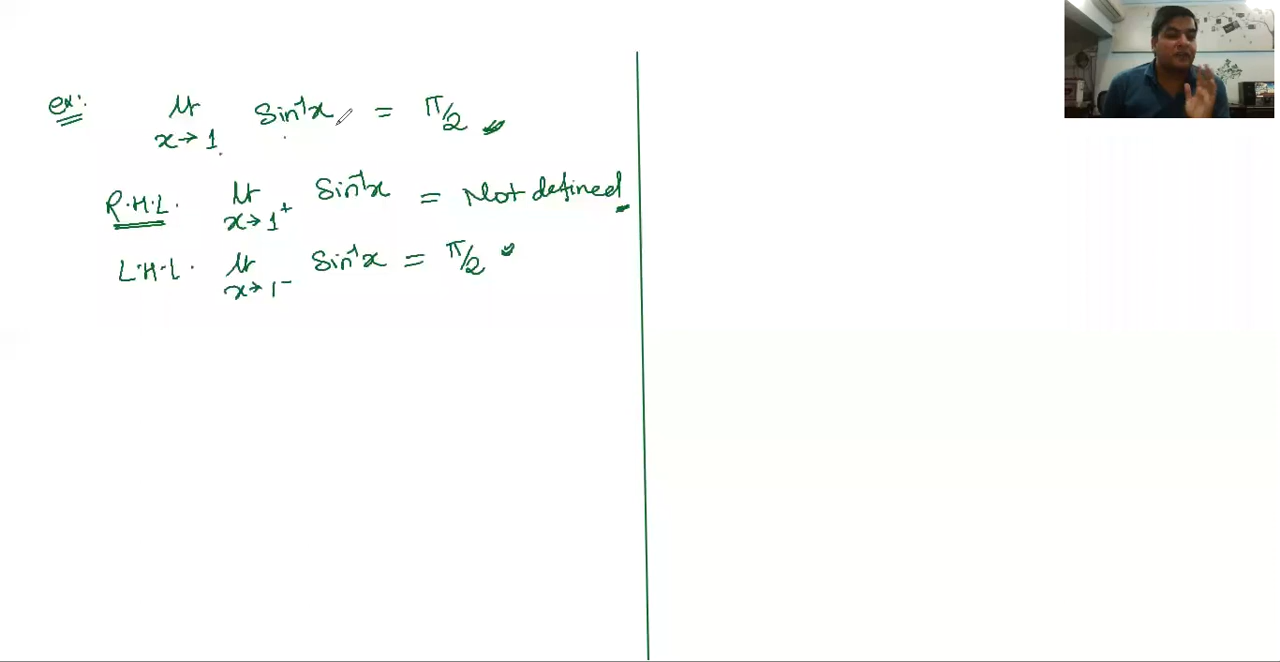 ex: lt x→1 Sin⁻¹x = π/2
R.H.L. lt x→1⁺ Sin⁻¹x = Not defined
L.H.L. lt x→1⁻ Sin⁻¹x = π/2